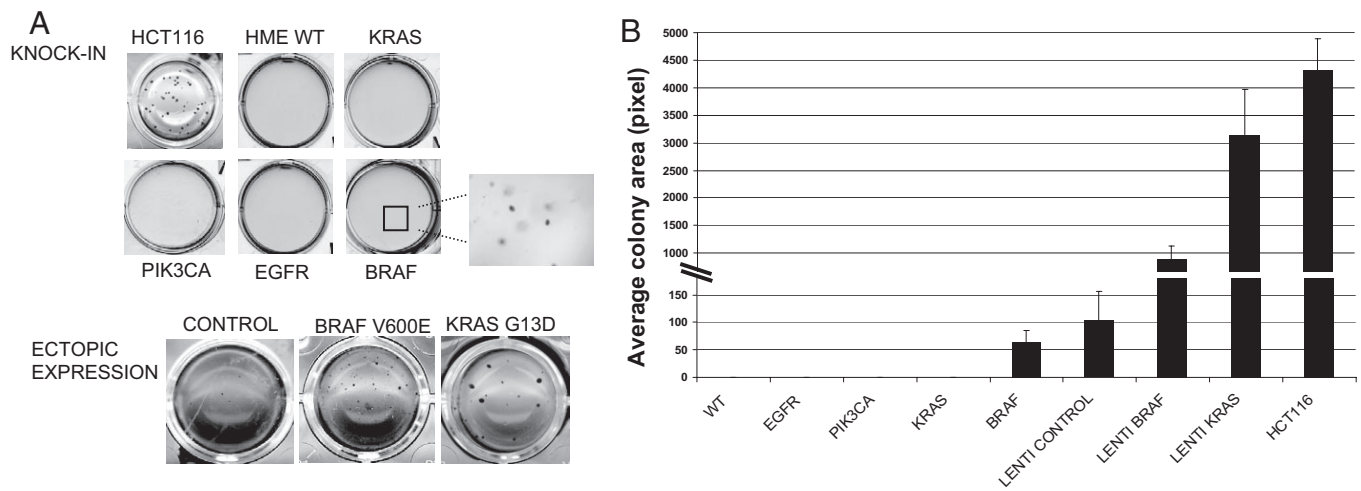 A
KNOCK-IN
HCT116
HME WT
KRAS
PIK3CA
EGFR
BRAF
ECTOPIC
EXPRESSION
CONTROL
BRAF V600E
KRAS G13D
B
Average colony area (pixel)
5000
4500
4000
3500
3000
2500
2000
1500
1000
150
100
50
0
WT
EGFR
PIK3CA
KRAS
BRAF
LENTI CONTROL
LENTI BRAF
LENTI KRAS
HCT116